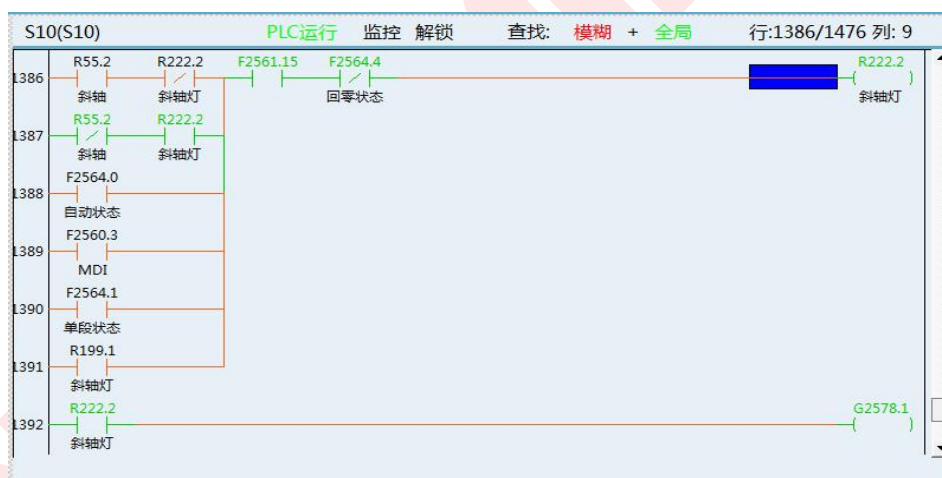 S10(S10) PLC运行 监控 解锁 查找: 模糊 + 全局 行:1386/1476 列: 9
R55.2 R222.2 F2561.15 F2564.4 R222.2
1386
斜轴 斜轴灯 回零状态 斜轴灯
R55.2 R222.2
1387
斜轴 斜轴灯
F2564.0
1388
自动状态
F2560.3
1389
MDI
F2564.1
1390
单段状态
R199.1
1391
斜轴灯
R222.2 G2578.1
1392
斜轴灯